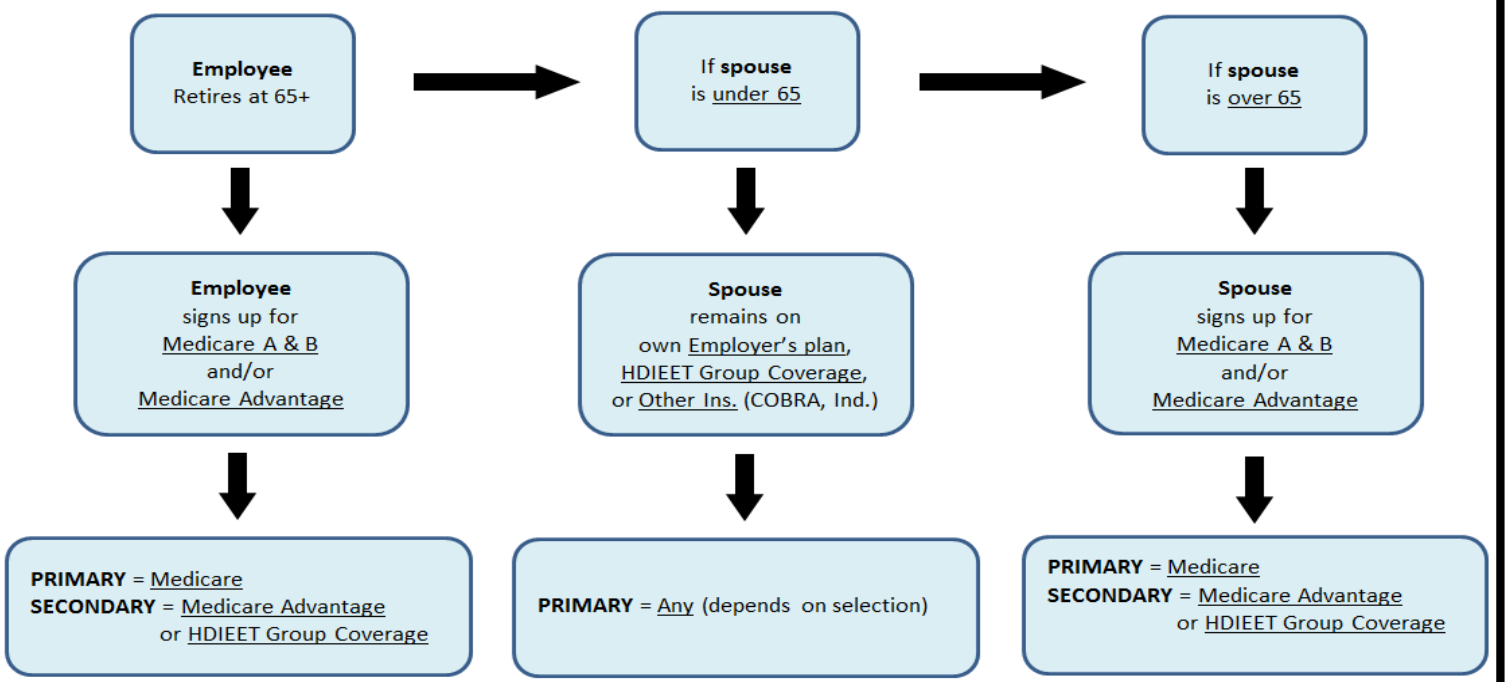 Employee
Retires at 65+
If spouse
is under 65
If spouse
is over 65
Employee
signs up for
Medicare A & B
and/or
Medicare Advantage
Spouse
remains on
own Employer's plan,
HDIEET Group Coverage,
or Other Ins. (COBRA, Ind.)
Spouse
signs up for
Medicare A & B
and/or
Medicare Advantage
PRIMARY = Medicare
SECONDARY = Medicare Advantage
or HDIEET Group Coverage
PRIMARY = Any (depends on selection)
PRIMARY = Medicare
SECONDARY = Medicare Advantage
or HDIEET Group Coverage